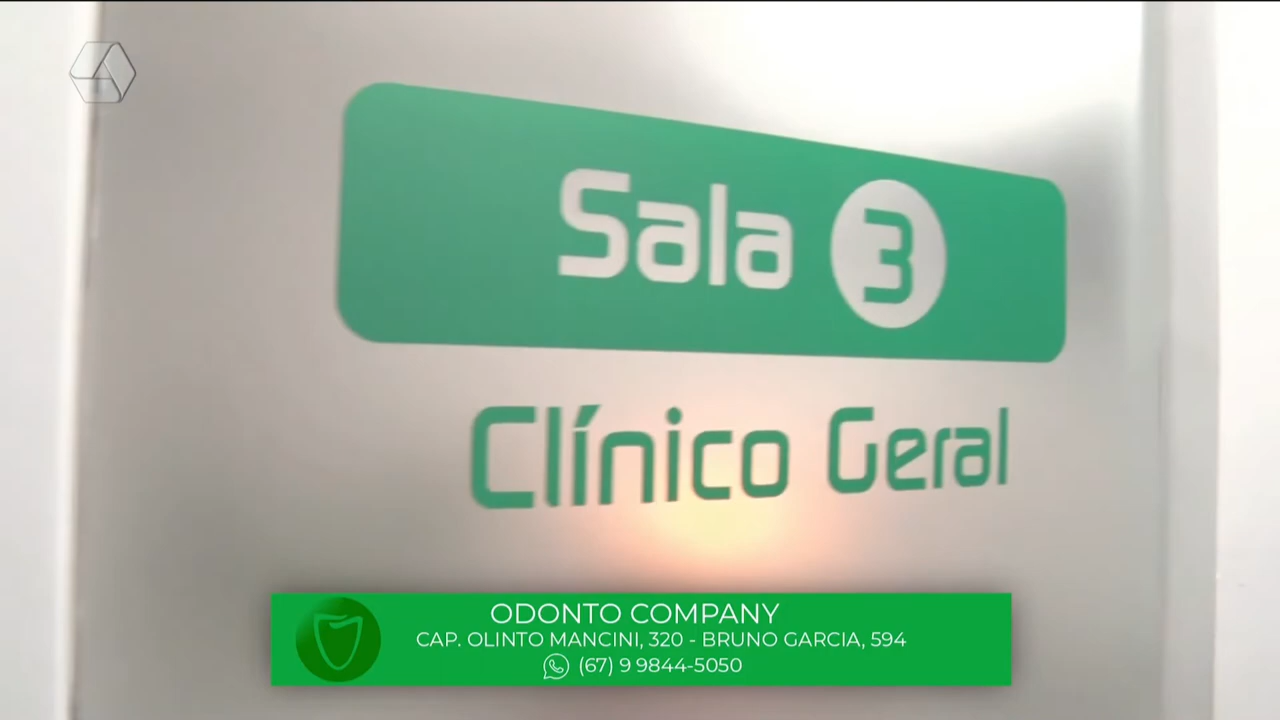 Sala 3
Clínico Geral
ODONTO COMPANY
CAP. OLINTO MANCINI, 320 - BRUNO GARCIA, 594
(67) 9 9844-5050